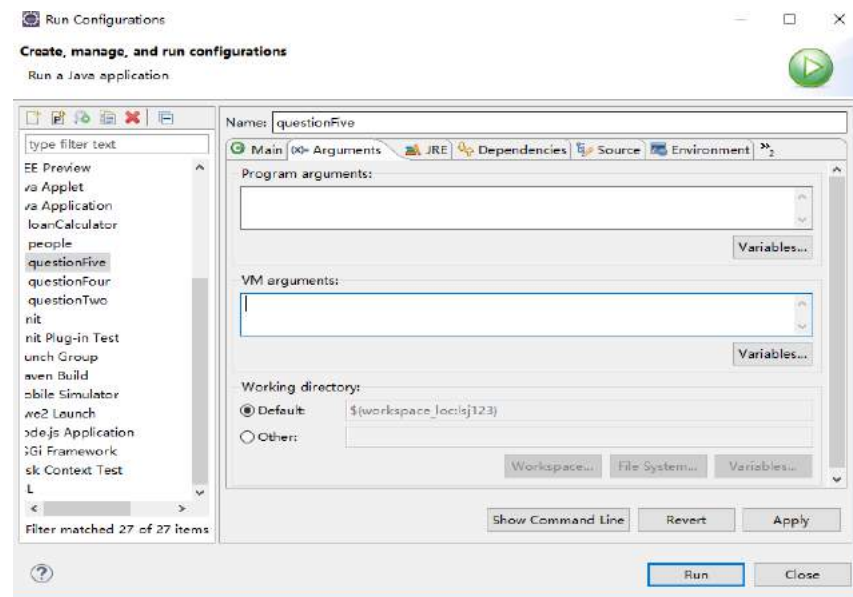 Run Configurations
Create, manage, and run configurations
Run a Java application
type filter text
EE Preview
va Applet
va Application
loanCalculator
people
questionFive
questionFour
questionTwo
nit
nit Plug-in Test
unch Group
aven Build
obile Simulator
we2 Launch
ode.js Application
Gi Framework
sk Context Test
L
Filter matched 27 of 27 items
Name: questionFive
Main (x)= Arguments JRE Dependencies Source Environment »2
Program arguments:
Variables...
VM arguments:
Variables...
Working directory:
Default: ${workspace_loc:lsj123}
Other:
Workspace... File System... Variables...
Show Command Line Revert Apply
Run Close